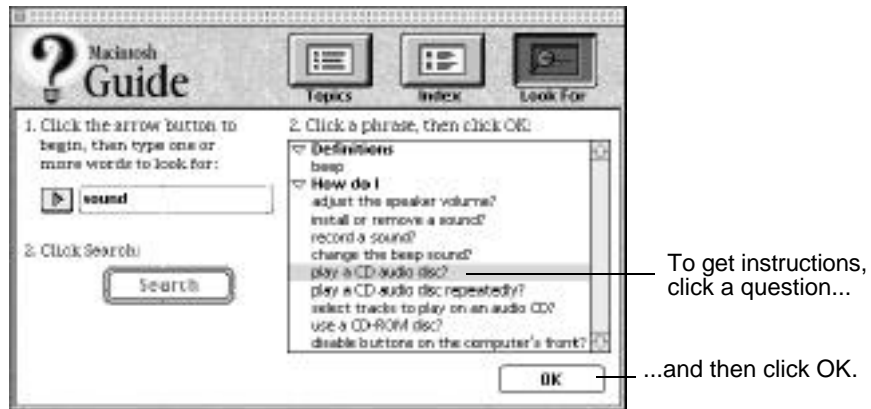 Macintosh
Guide
Topics
Index
Look For
1. Click the arrow button to
begin, then type one or
more words to look for:
sound
2. Click Search:
Search
2. Click a phrase, then click OK:
Definitions
beep
How do I
adjust the speaker volume?
install or remove a sound?
record a sound?
change the beep sound?
play a CD audio disc?
play a CD audio disc repeatedly?
select tracks to play on an audio CD?
use a CD-ROM disc?
disable buttons on the computer's front?
OK
To get instructions,
click a question...
...and then click OK.